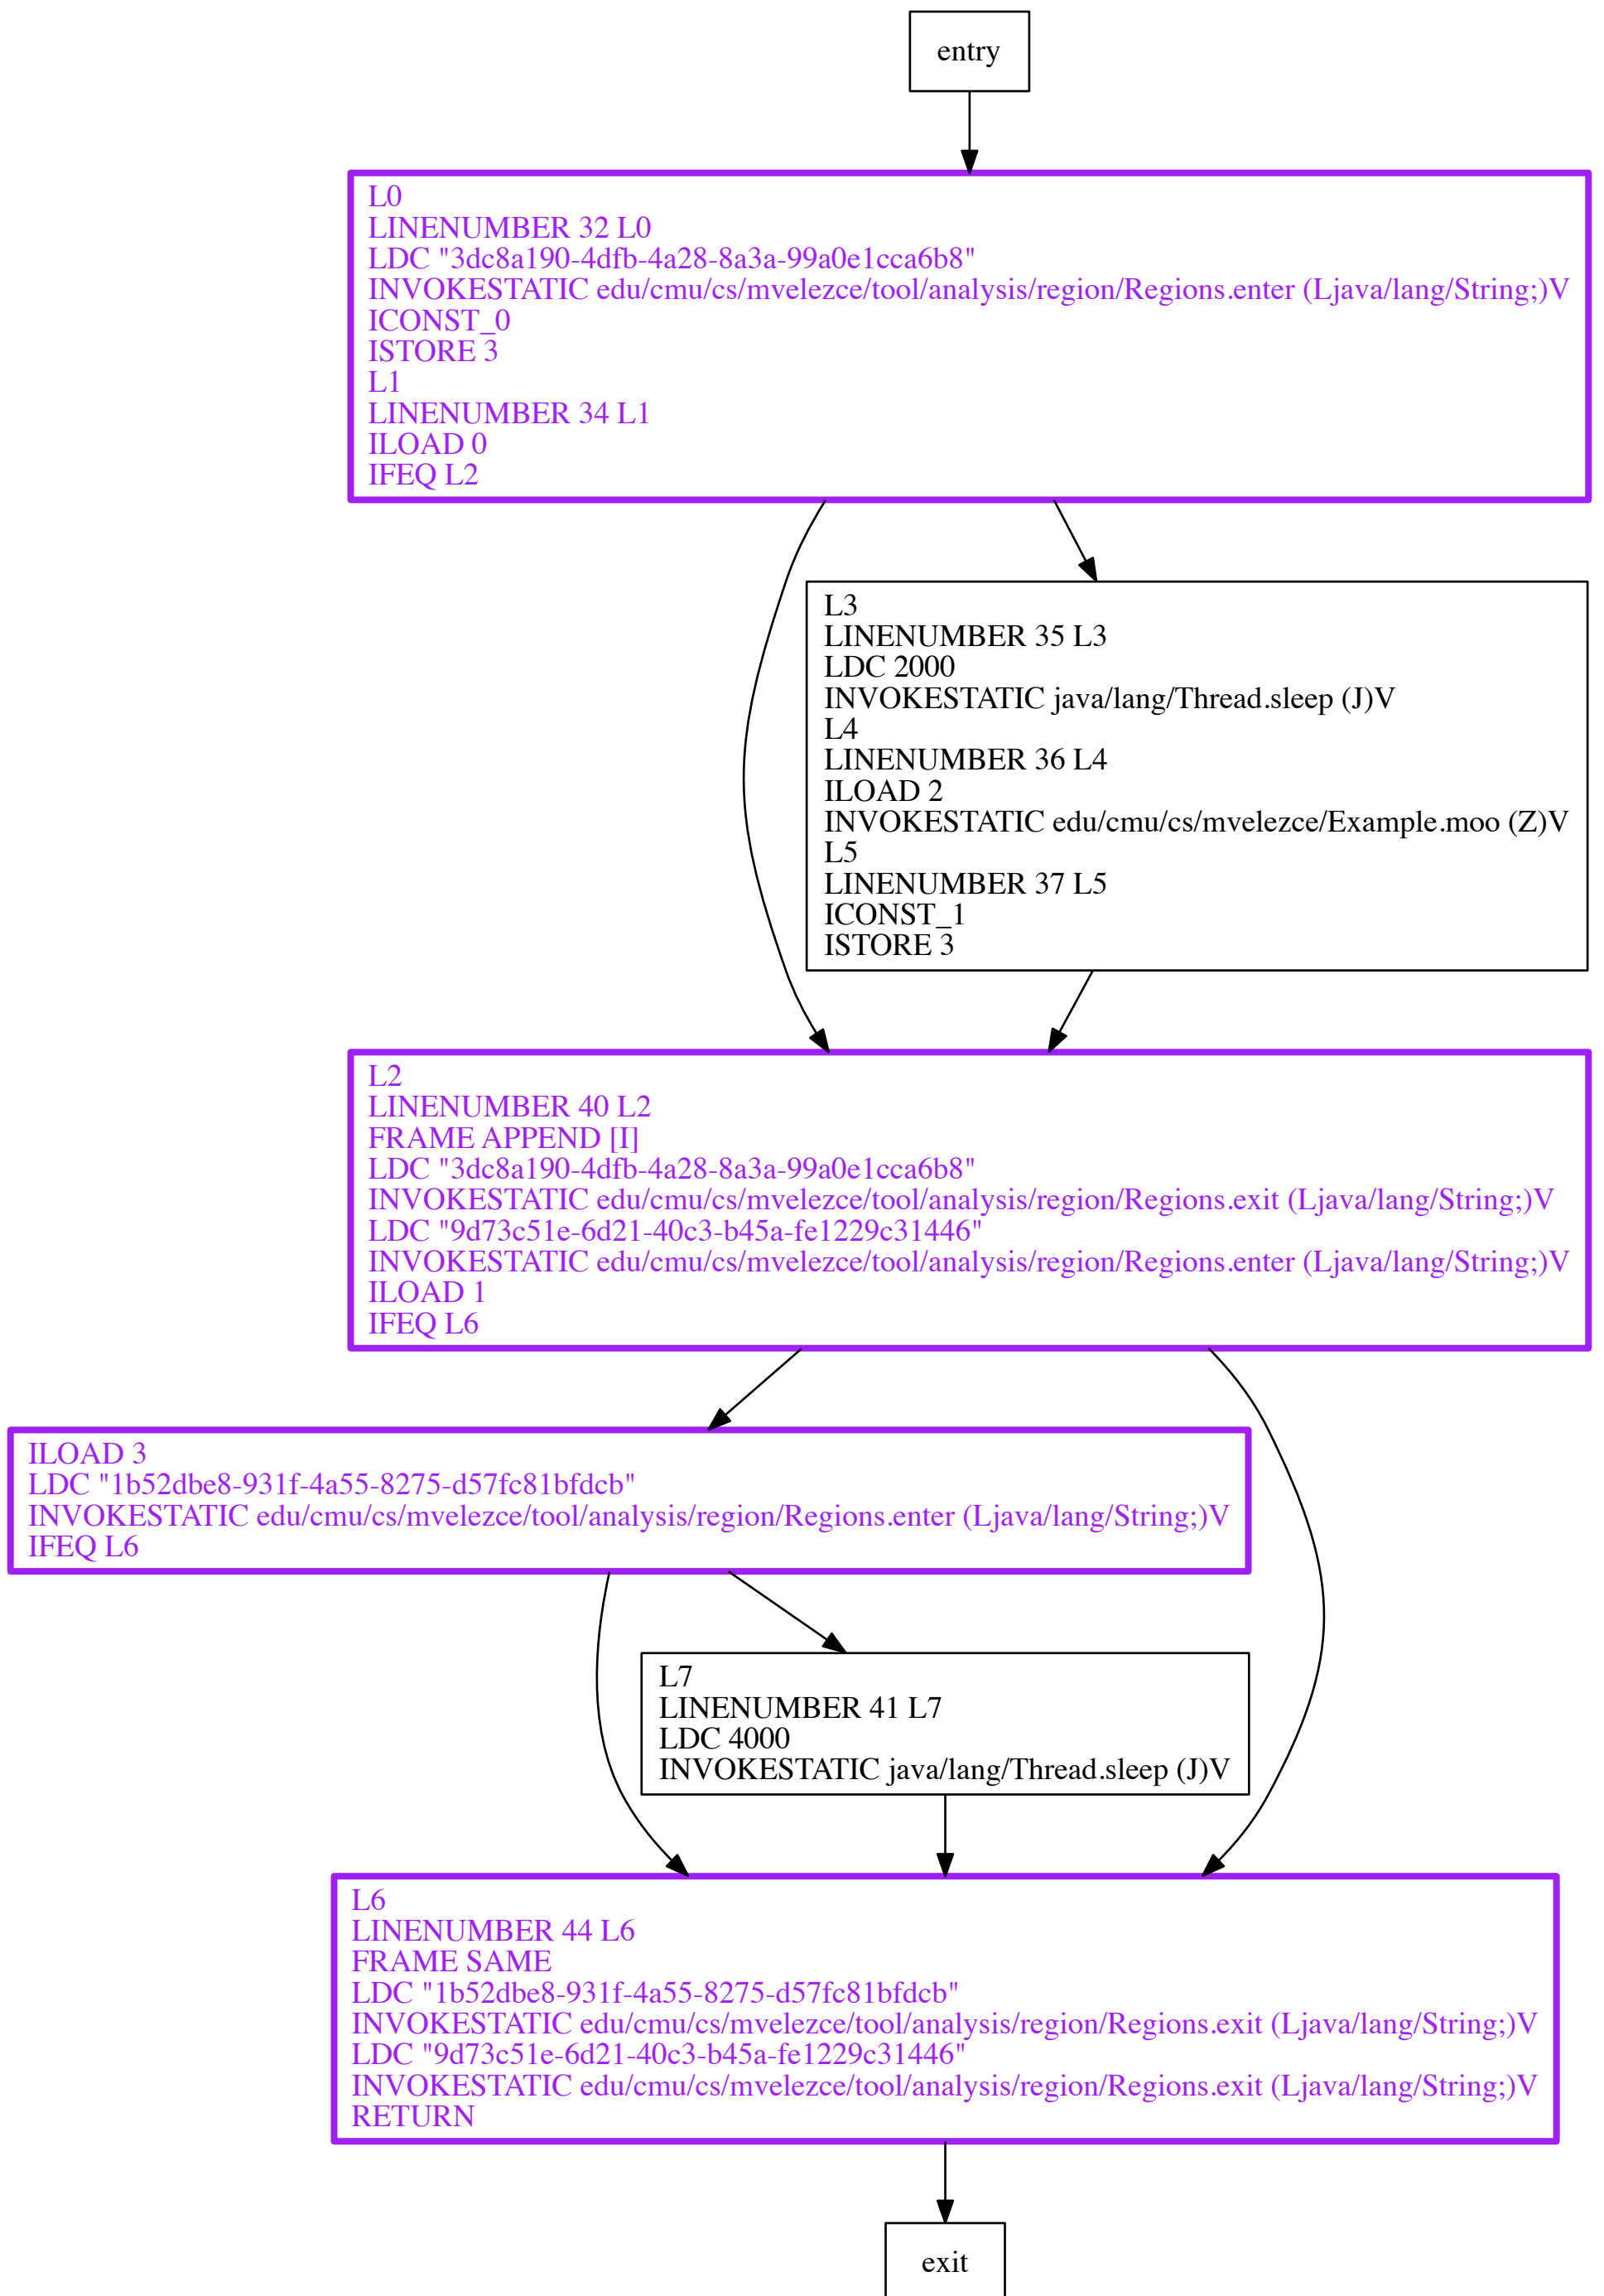 entry
L0
LINENUMBER 32 L0
LDC "3dc8a190-4dfb-4a28-8a3a-99a0e1cca6b8"
INVOKESTATIC edu/cmu/cs/mvelezce/tool/analysis/region/Regions.enter (Ljava/lang/String;)V
ICONST_0
ISTORE 3
L1
LINENUMBER 34 L1
ILOAD 0
IFEQ L2
L3
LINENUMBER 35 L3
LDC 2000
INVOKESTATIC java/lang/Thread.sleep (J)V
L4
LINENUMBER 36 L4
ILOAD 2
INVOKESTATIC edu/cmu/cs/mvelezce/Example.moo (Z)V
L5
LINENUMBER 37 L5
ICONST_1
ISTORE 3
L2
LINENUMBER 40 L2
FRAME APPEND [I]
LDC "3dc8a190-4dfb-4a28-8a3a-99a0e1cca6b8"
INVOKESTATIC edu/cmu/cs/mvelezce/tool/analysis/region/Regions.exit (Ljava/lang/String;)V
LDC "9d73c51e-6d21-40c3-b45a-fe1229c31446"
INVOKESTATIC edu/cmu/cs/mvelezce/tool/analysis/region/Regions.enter (Ljava/lang/String;)V
ILOAD 1
IFEQ L6
ILOAD 3
LDC "1b52dbe8-931f-4a55-8275-d57fc81bfdcb"
INVOKESTATIC edu/cmu/cs/mvelezce/tool/analysis/region/Regions.enter (Ljava/lang/String;)V
IFEQ L6
L7
LINENUMBER 41 L7
LDC 4000
INVOKESTATIC java/lang/Thread.sleep (J)V
L6
LINENUMBER 44 L6
FRAME SAME
LDC "1b52dbe8-931f-4a55-8275-d57fc81bfdcb"
INVOKESTATIC edu/cmu/cs/mvelezce/tool/analysis/region/Regions.exit (Ljava/lang/String;)V
LDC "9d73c51e-6d21-40c3-b45a-fe1229c31446"
INVOKESTATIC edu/cmu/cs/mvelezce/tool/analysis/region/Regions.exit (Ljava/lang/String;)V
RETURN
exit